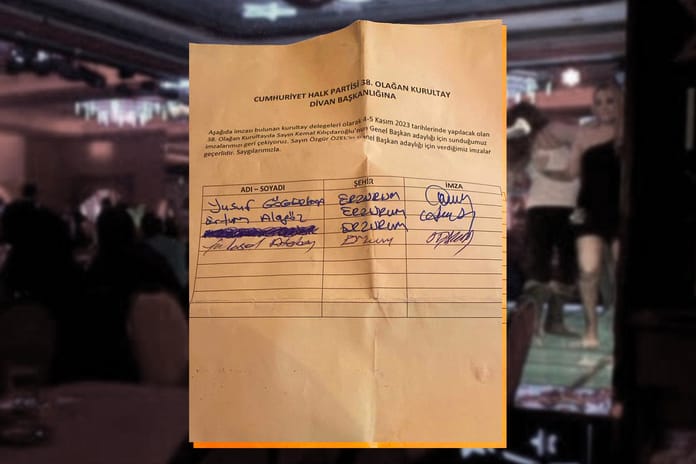 CUMHURİYET HALK PARTİSİ 38. OLAĞAN KURULTAY
DİVAN BAŞKANLIĞINA
Aşağıda imzası bulunan kurultay delegeleri olarak 4-5 Kasım 2023 tarihlerinde yapılacak olan
38. Olağan Kurultayda Sayın Kemal Kılıçdaroğlu'nun Genel Başkan adaylığı için sunduğumuz
imzalarımızı geri çekiyoruz. Sayın Özgür ÖZEL'in Genel Başkan adaylığı için verdiğimiz imzalar
geçerlidir. Saygılarımızla.
ADI – SOYADI ŞEHİR İMZA
Yusuf ERZURUM
ERZURUM
ERZURUM